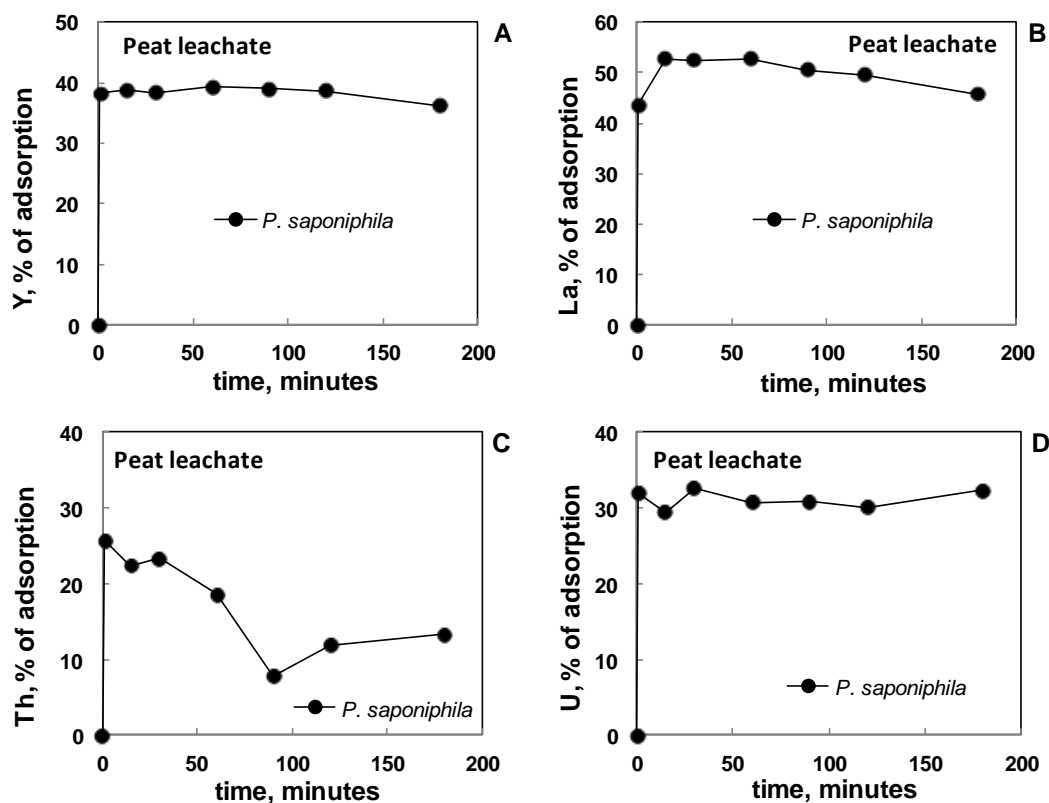 A
Peat leachate
Y, % of adsorption
50
40
30
20
10
0
P. saponiphila
0 50 100 150 200
time, minutes
B
Peat leachate
La, % of adsorption
60
50
40
30
20
10
0
P. saponiphila
0 50 100 150 200
time, minutes
C
Peat leachate
Th, % of adsorption
40
30
20
10
0
P. saponiphila
0 50 100 150 200
time, minutes
D
Peat leachate
U, % of adsorption
40
30
20
10
0
P. saponiphila
0 50 100 150 200
time, minutes